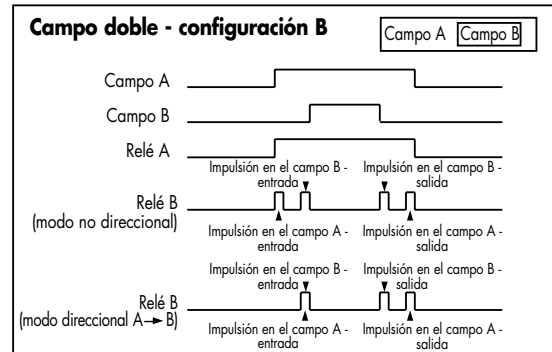 Campo doble - configuración B
Campo A Campo B
Campo A
Campo B
Relé A
Impulsión en el campo B -
entrada
Impulsión en el campo B -
salida
Relé B
(modo no direccional)
Impulsión en el campo A -
entrada
Impulsión en el campo A -
salida
Impulsión en el campo B -
entrada
Impulsión en el campo B -
salida
Relé B
(modo direccional A→ B)
Impulsión en el campo A -
entrada
Impulsión en el campo A -
salida